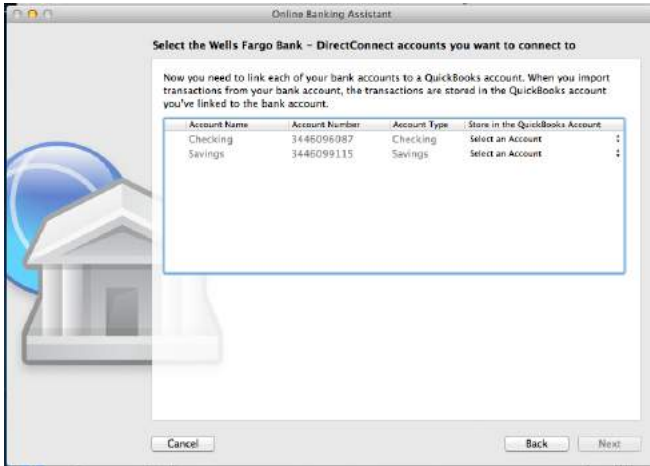 Online Banking Assistant
Select the Wells Fargo Bank – DirectConnect accounts you want to connect to
Now you need to link each of your bank accounts to a QuickBooks account. When you import
transactions from your bank account, the transactions are stored in the QuickBooks account
you've linked to the bank account.
Account Name Account Number Account Type Store in the QuickBooks Account
Checking 3446096087 Checking Select an Account
Savings 3446099115 Savings Select an Account
Cancel Back Next